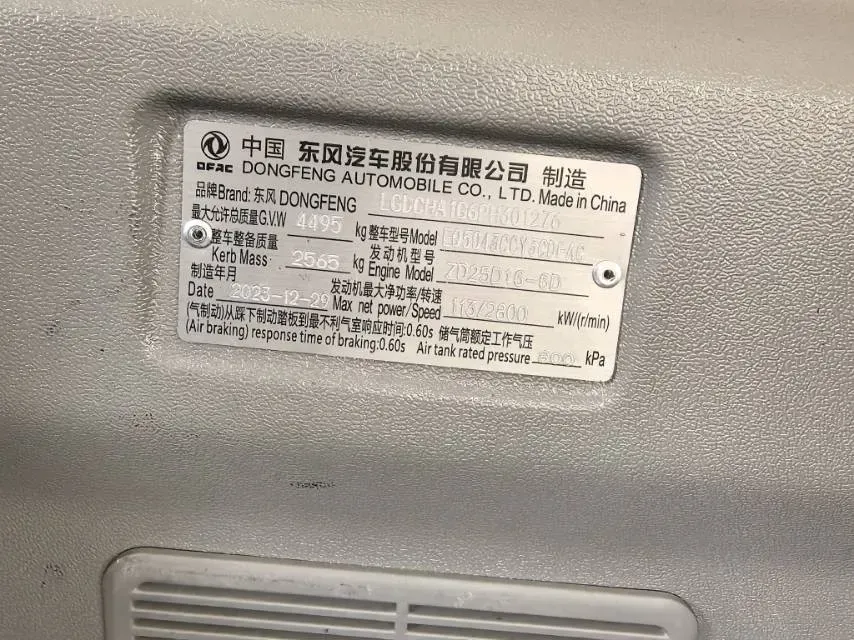 DFAC 中国 东风汽车股份有限公司 制造
DONGFENG AUTOMOBILE CO., LTD. Made in China
品牌Brand: 东风 DONGFENG
最大允许总质量G.V.W 4495 kg 整车型号Model
整车整备质量 发动机型号
Kerb Mass 2565 kg Engine Model ZD25D16-6D
制造年月 发动机最大净功率/转速
Date 2023-12-29 Max net power/Speed 113/2600 kW/(r/min)
(气制动)从踩下制动踏板到最不利气室响应时间:0.60s 储气筒额定工作气压
(Air braking) response time of braking:0.60s Air tank rated pressure kPa